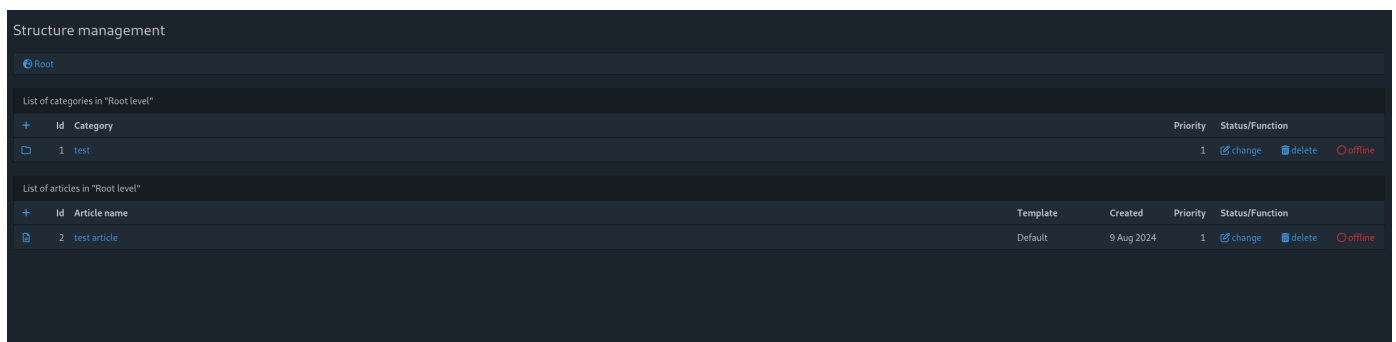 Structure management
Root
List of categories in "Root level"
+ Id Category Priority Status/Function
1 test 1 change delete offline
List of articles in "Root level"
+ Id Article name Template Created Priority Status/Function
2 test article Default 9 Aug 2024 1 change delete offline